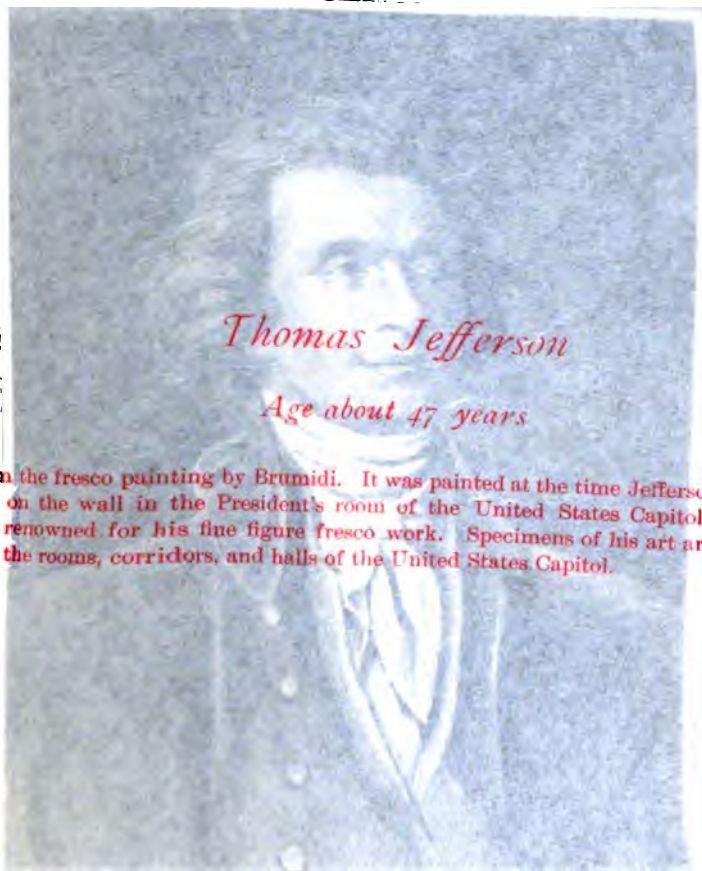 Thomas Jefferson
Age about 47 years
the fresco painting by Brumidi. It was painted at the time
on the wall in the President's room of the United States Capitol
renowned for his fine figure fresco work. Specimens of his art
the rooms, corridors, and halls of the United States Capitol.